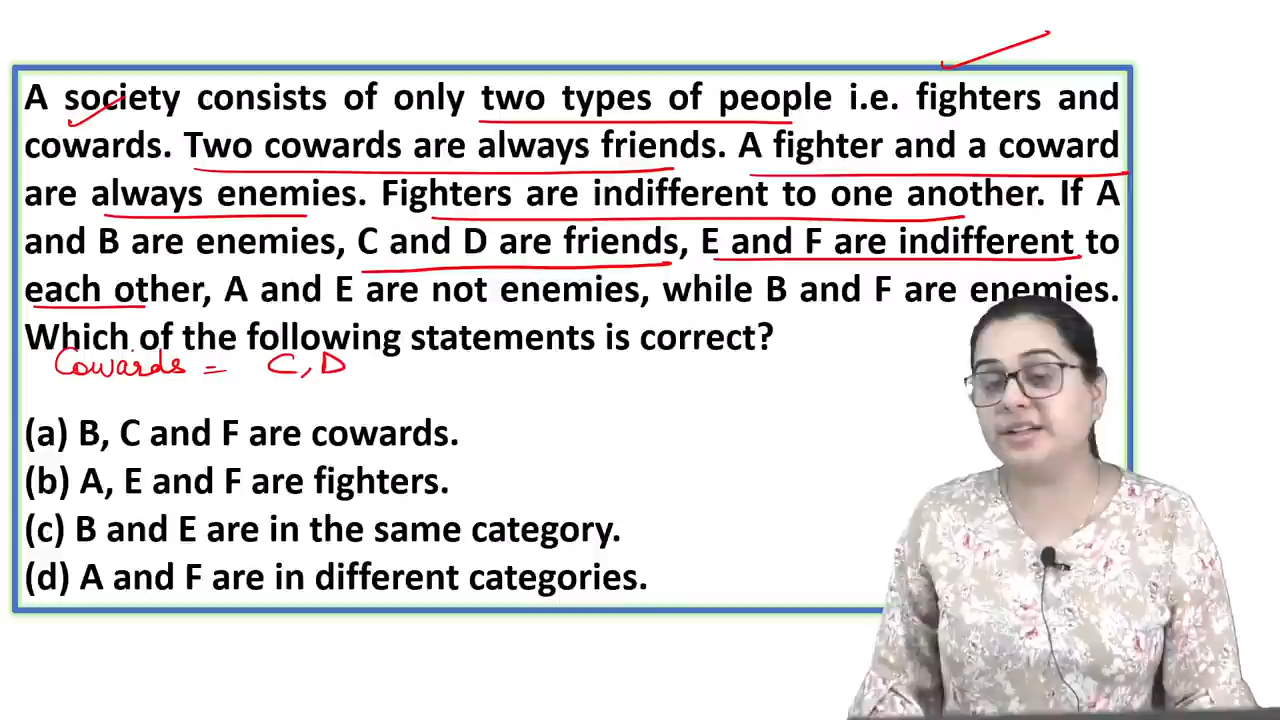 A society consists of only two types of people i.e. fighters and
cowards. Two cowards are always friends. A fighter and a coward
are always enemies. Fighters are indifferent to one another. If A
and B are enemies, C and D are friends, E and F are indifferent to
each other, A and E are not enemies, while B and F are enemies.
Which of the following statements is correct?
Cowards = C, D
(a) B, C and F are cowards.
(b) A, E and F are fighters.
(c) B and E are in the same category.
(d) A and F are in different categories.